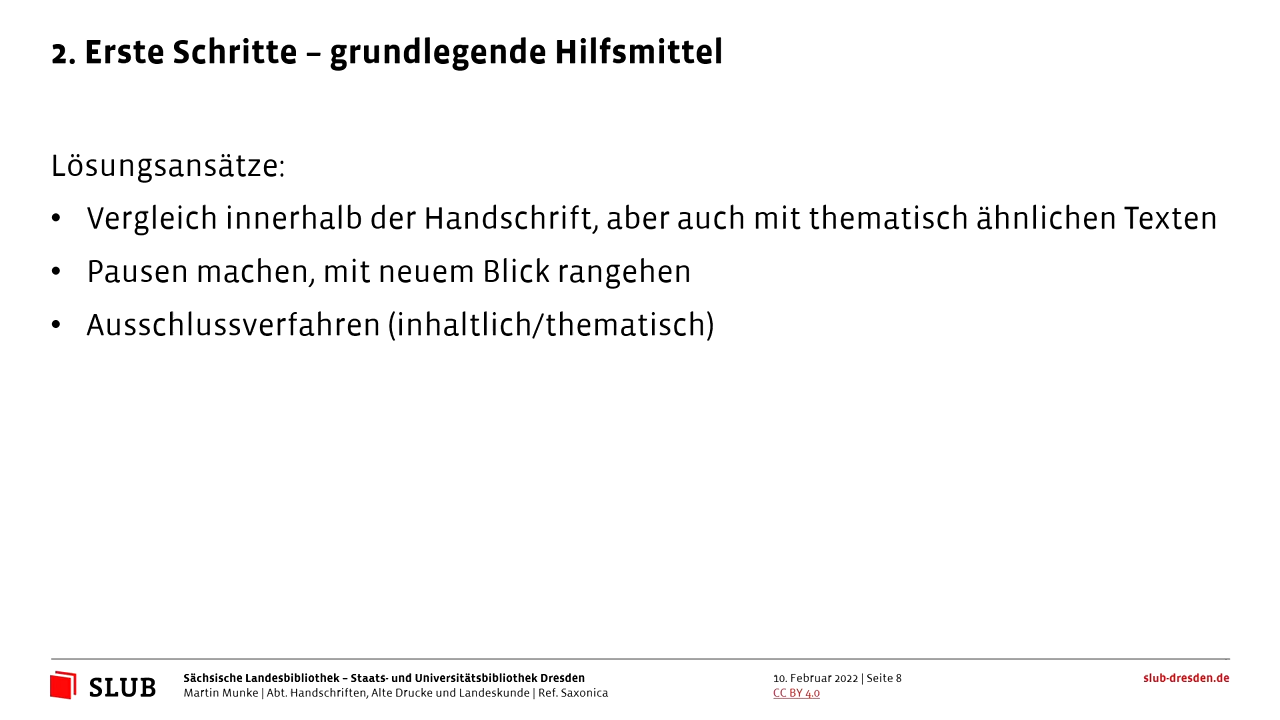 2. Erste Schritte – grundlegende Hilfsmittel
Lösungsansätze:
• Vergleich innerhalb der Handschrift, aber auch mit thematisch ähnlichen Texten
• Pausen machen, mit neuem Blick rangehen
• Ausschlussverfahren (inhaltlich/thematisch)
SLUB
Sächsische Landesbibliothek – Staats- und Universitätsbibliothek Dresden
Martin Munke | Abt. Handschriften, Alte Drucke und Landeskunde | Ref. Saxonica
10. Februar 2022 | Seite 8
CC BY 4.0
slub-dresden.de